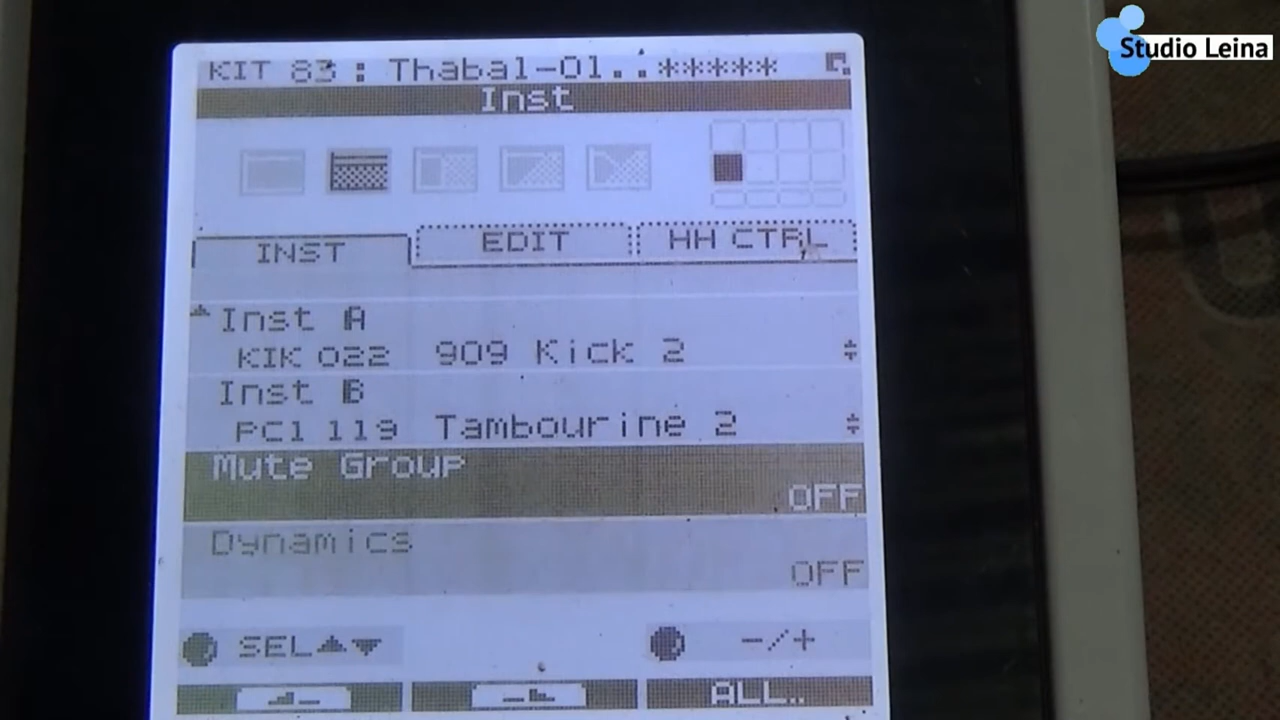 Studio Leina
KIT 83 : Thabal-01..*****
Inst
INST EDIT HH CTRL
Inst A
KIK 022 909 Kick 2
Inst B
PC1 119 Tambourine 2
Mute Group
OFF
Dynamics
OFF
SEL▲▼ -/+
ALL..